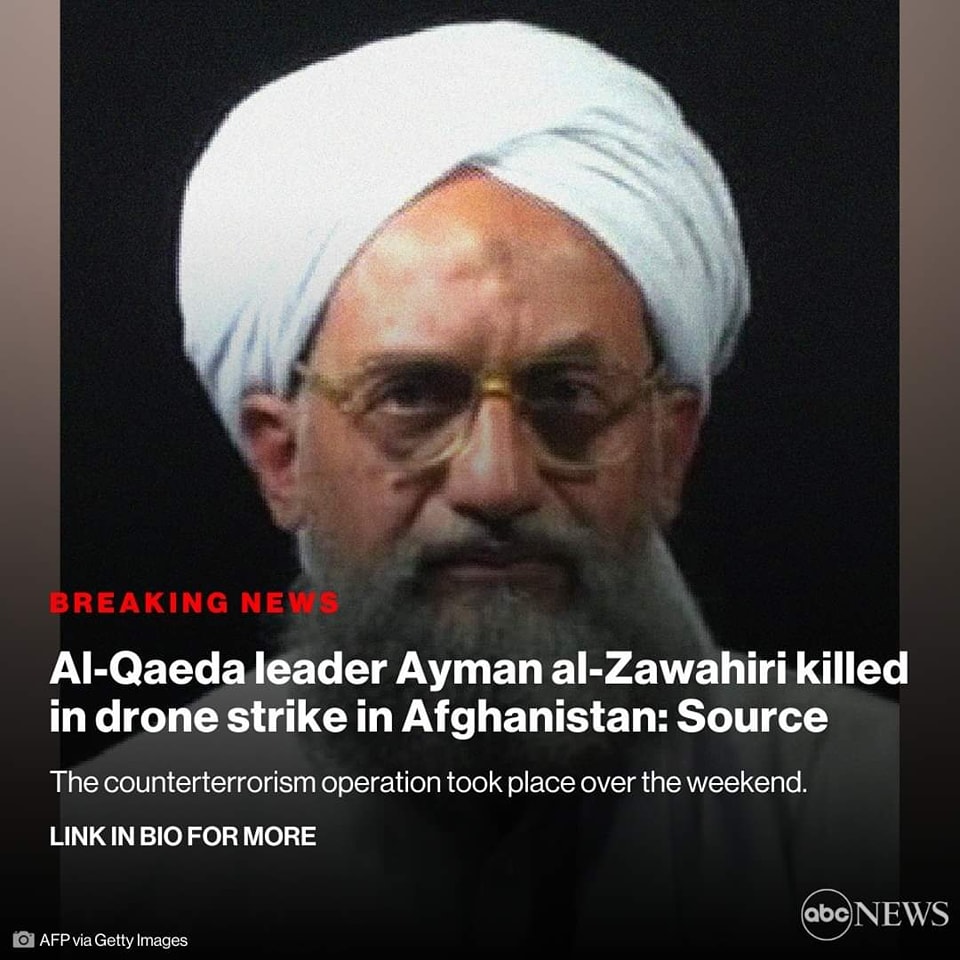 BREAKING NEWS
Al-Qaeda leader Ayman al-Zawahiri killed
in drone strike in Afghanistan: Source
The counterterrorism operation took place over the weekend.
LINK IN BIO FOR MORE
abc NEWS
AFP via Getty Images